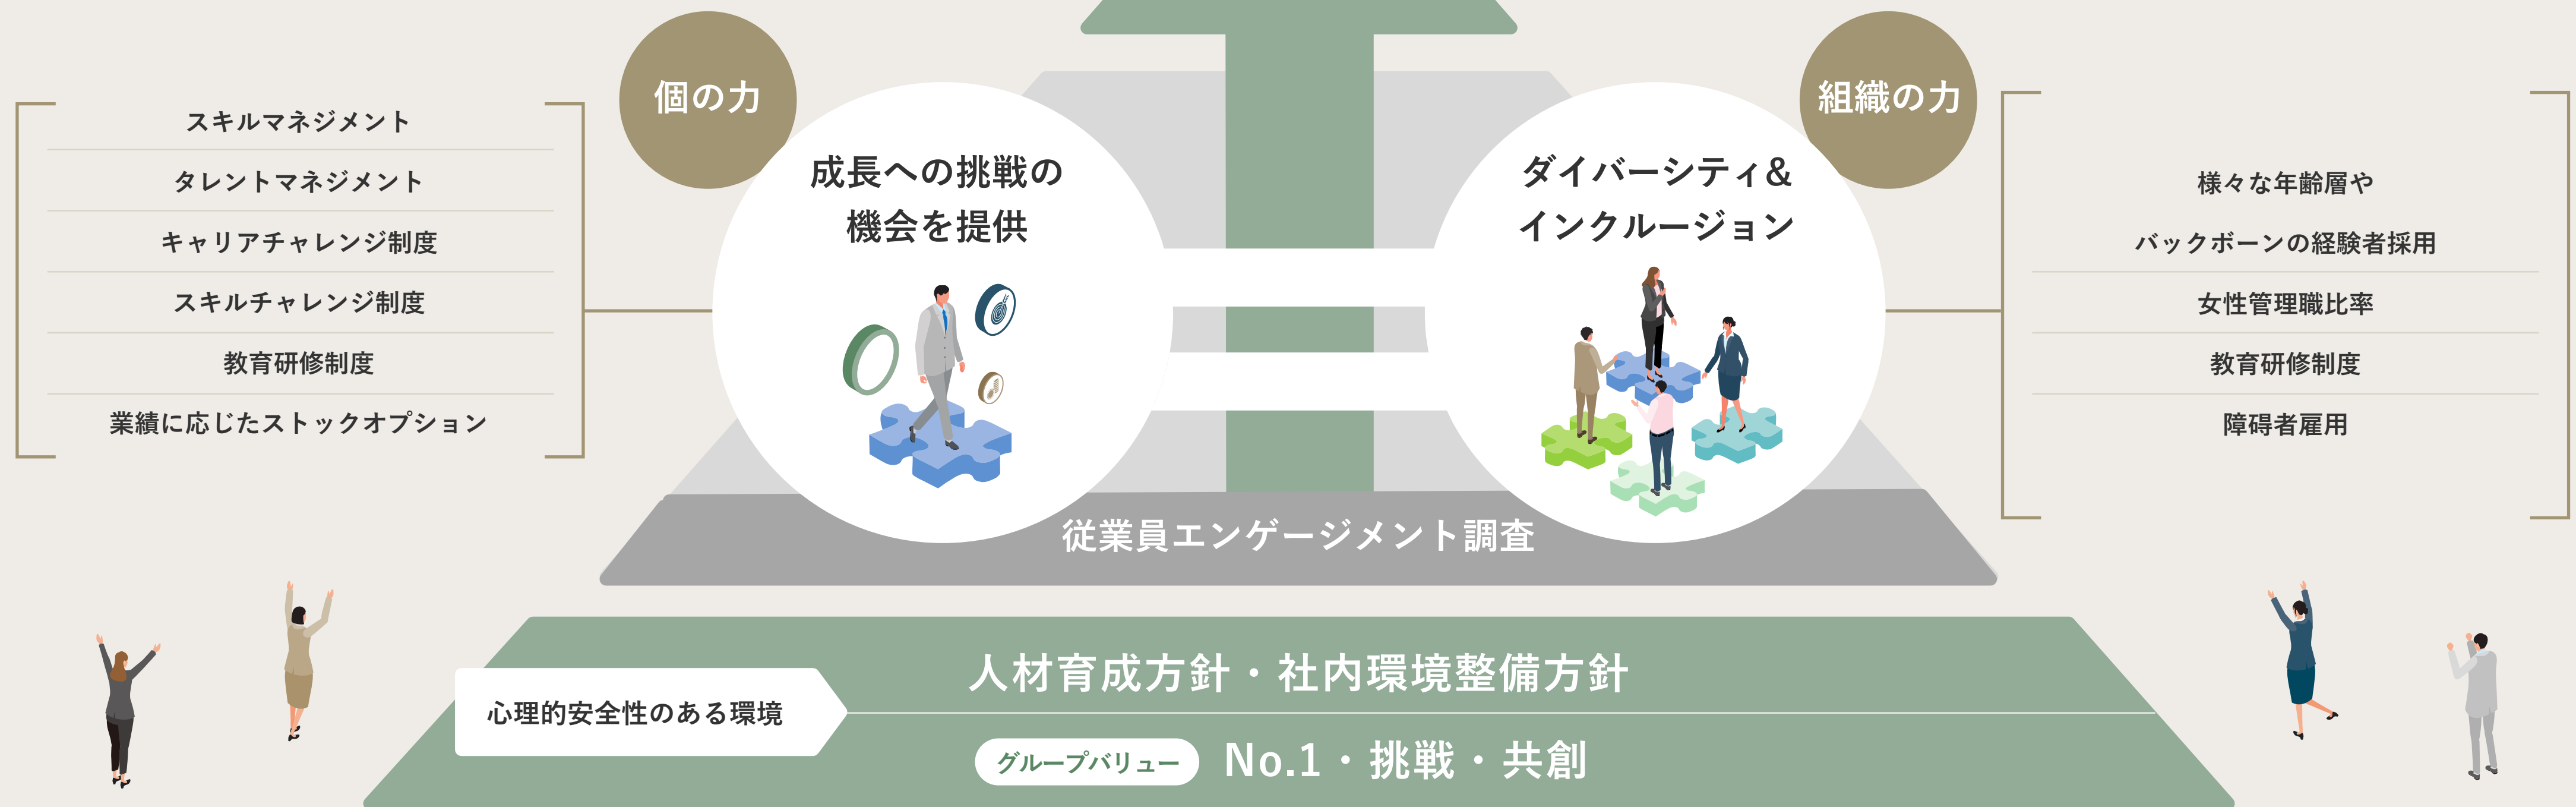 個の力
成長への挑戦の
機会を提供
スキルマネジメント
タレントマネジメント
キャリアチャレンジ制度
スキルチャレンジ制度
教育研修制度
業績に応じたストックオプション
組織の力
ダイバーシティ&
インクルージョン
様々な年齢層や
バックボーンの経験者採用
女性管理職比率
教育研修制度
障碍者雇用
従業員エンゲージメント調査
心理的安全性のある環境
人材育成方針・社内環境整備方針
グループバリュー No.1・挑戦・共創